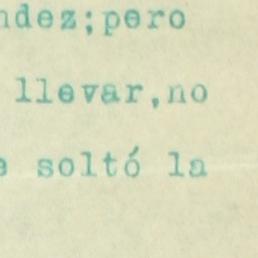 ndez;pero
llevar,no
e soltó la